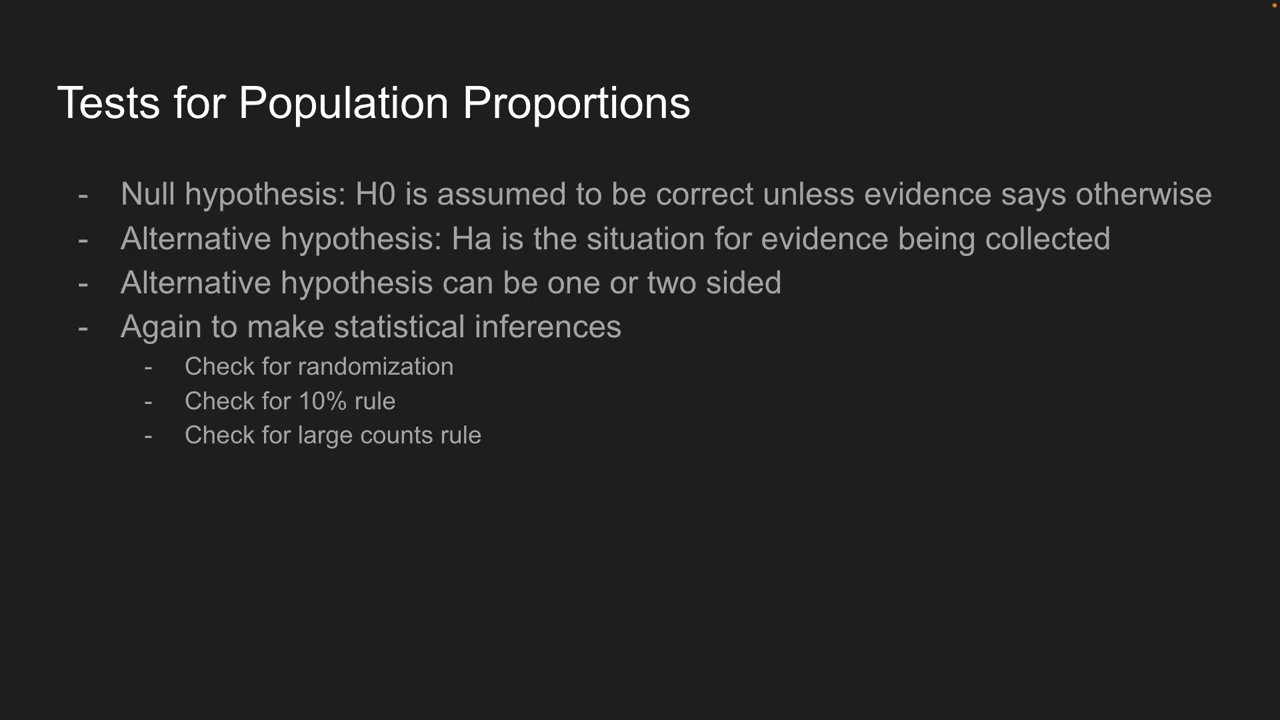 Tests for Population Proportions
- Null hypothesis: H0 is assumed to be correct unless evidence says otherwise
- Alternative hypothesis: Ha is the situation for evidence being collected
- Alternative hypothesis can be one or two sided
- Again to make statistical inferences
- Check for randomization
- Check for 10% rule
- Check for large counts rule